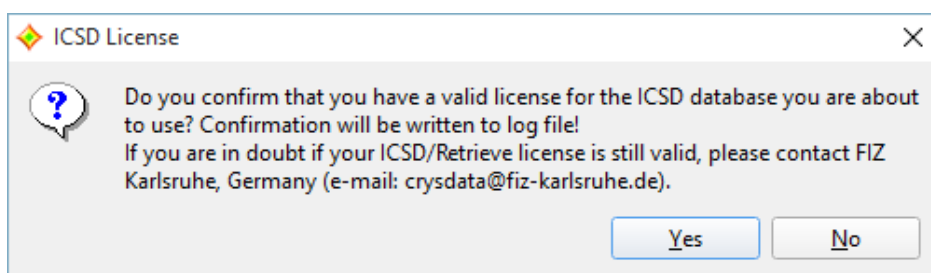 ICSD License
Do you confirm that you have a valid license for the ICSD database you are about
to use? Confirmation will be written to log file!
If you are in doubt if your ICSD/Retrieve license is still valid, please contact FIZ
Karlsruhe, Germany (e-mail: crysdata@fiz-karlsruhe.de).
Yes No